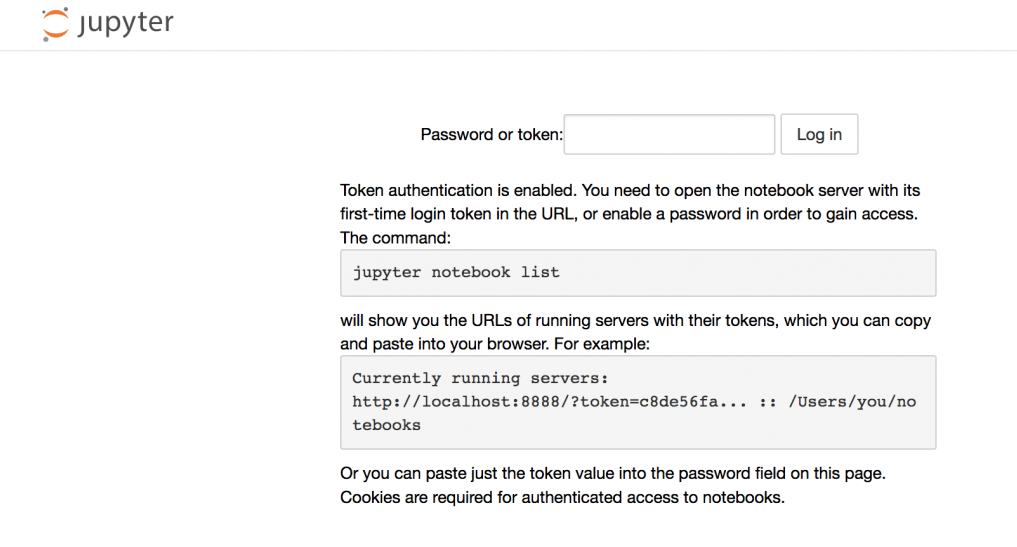 jupyter
Password or token:
Log in
Token authentication is enabled. You need to open the notebook server with its
first-time login token in the URL, or enable a password in order to gain access.
The command:
jupyter notebook list
will show you the URLs of running servers with their tokens, which you can copy
and paste into your browser. For example:
Currently running servers:
http://localhost:8888/?token=c8de56fa... :: /Users/you/no
tebooks
Or you can paste just the token value into the password field on this page.
Cookies are required for authenticated access to notebooks.